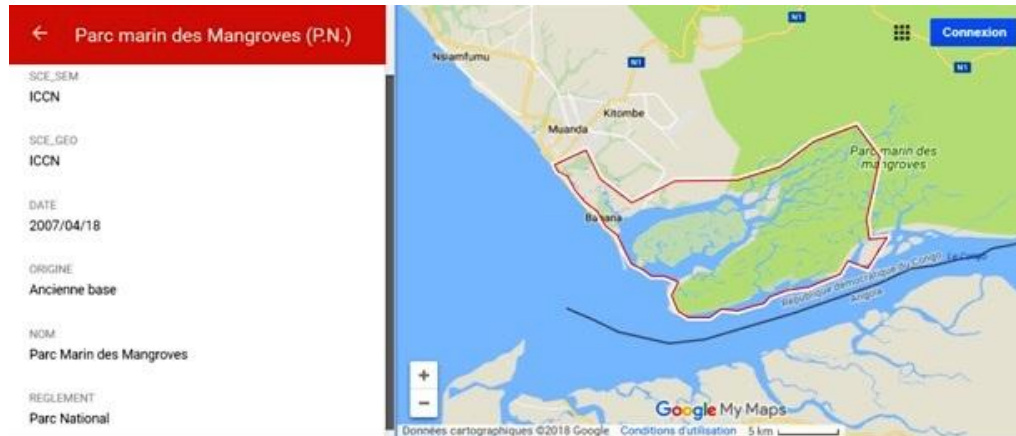 ← Parc marin des Mangroves (P.N.)
SCE_SEM
ICCN
SCE_GEO
ICCN
DATE
2007/04/18
ORIGINE
Ancienne base
NOM
Parc Marin des Mangroves
REGLEMENT
Parc National
N1
Connexion
Nsiamfumu
N1
N1
Kitombe
Muanda
Parc marin des
mangroves
Banana
République démocratique du Congo
Le Congo
Angola
+
−
Google My Maps
Données cartographiques ©2018 Google Conditions d'utilisation 5 km